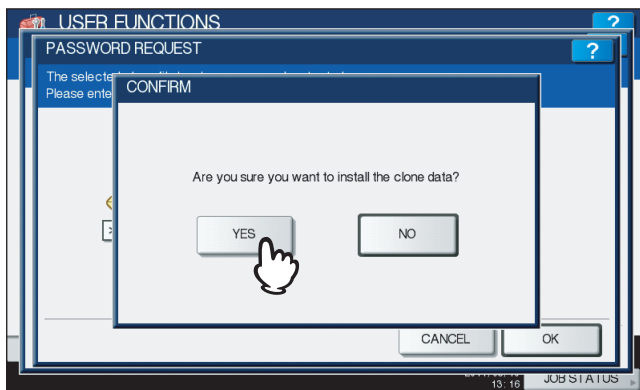 USER FUNCTIONS
?
PASSWORD REQUEST
?
The selecte
Please ente
CONFIRM
Are you sure you want to install the clone data?
YES
NO
CANCEL
OK
13:16
JOB STATUS